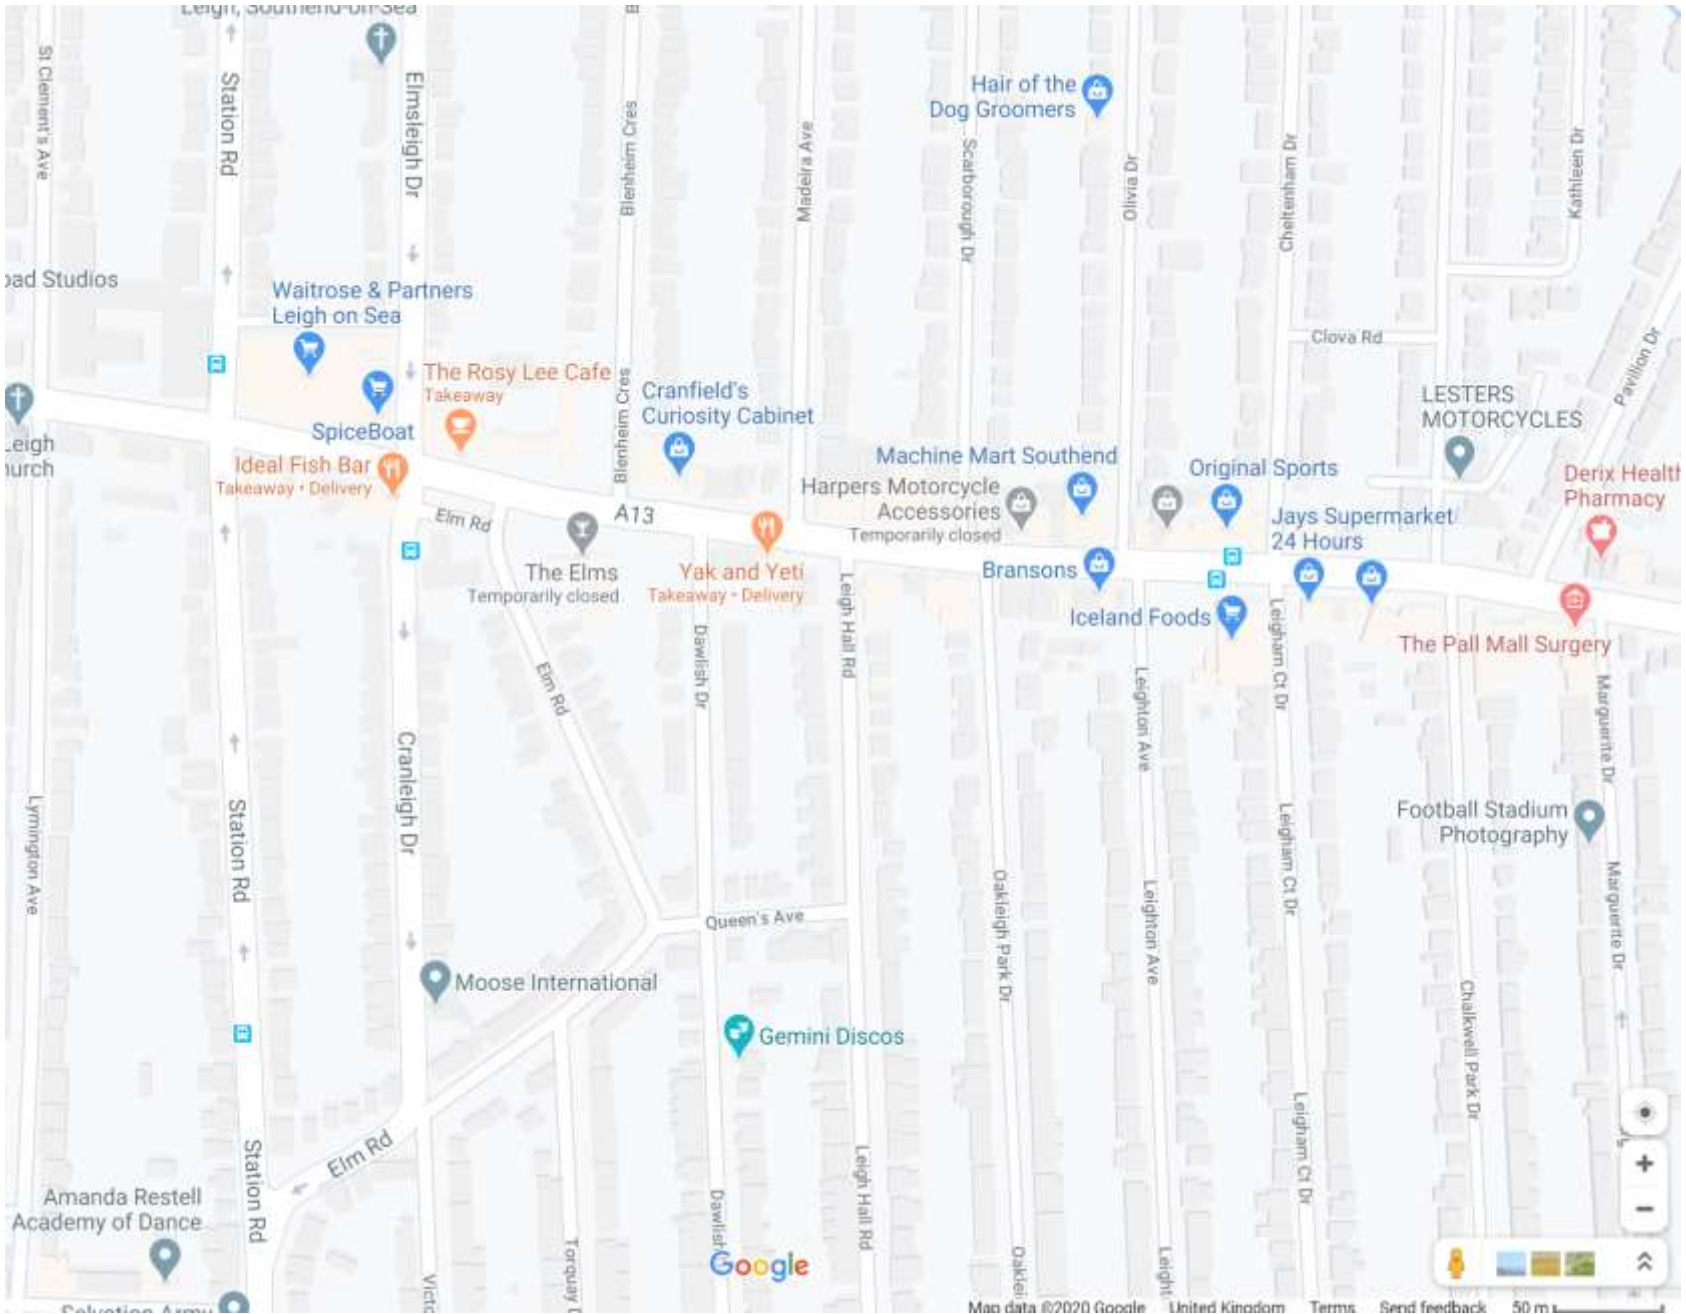 Leigh, Southend-on-Sea
St Clement's Ave
Station Rd
Elmsleigh Dr
Blenheim Cres
Madeira Ave
Hair of the
Dog Groomers
Scarborough Dr
Olivia Dr
Cheltenham Dr
Kathleen Dr
oad Studios
Waitrose & Partners
Leigh on Sea
Clova Rd
Pavilion Dr
The Rosy Lee Cafe
Takeaway
Blenheim Cres
Cranfield's
Curiosity Cabinet
LESTERS
MOTORCYCLES
SpiceBoat
Leigh
hurch
Ideal Fish Bar
Takeaway • Delivery
Machine Mart Southend
Original Sports
Derix Health
Pharmacy
Harpers Motorcycle
Accessories
Temporarily closed
Elm Rd
A13
Jays Supermarket
24 Hours
The Elms
Temporarily closed
Yak and Yeti
Takeaway • Delivery
Bransons
Iceland Foods
The Pall Mall Surgery
Leigh Hall Rd
Dawlish Dr
Elm Rd
Leigham Ct Dr
Leighton Ave
Marguerite Dr
Cranleigh Dr
Lymington Ave
Station Rd
Football Stadium
Photography
Leigham Ct Dr
Oakleigh Park Dr
Leighton Ave
Marguerite Dr
Queen's Ave
Moose International
Gemini Discos
Chalkwell Park Dr
Leigham Ct Dr
Elm Rd
Station Rd
Leigh Hall Rd
Amanda Restell
Academy of Dance
Dawlish
Torquay D
Victo
Oaklei
Leight
Google
Salvation Army
Map data ©2020 Google United Kingdom Terms Send feedback 50 m